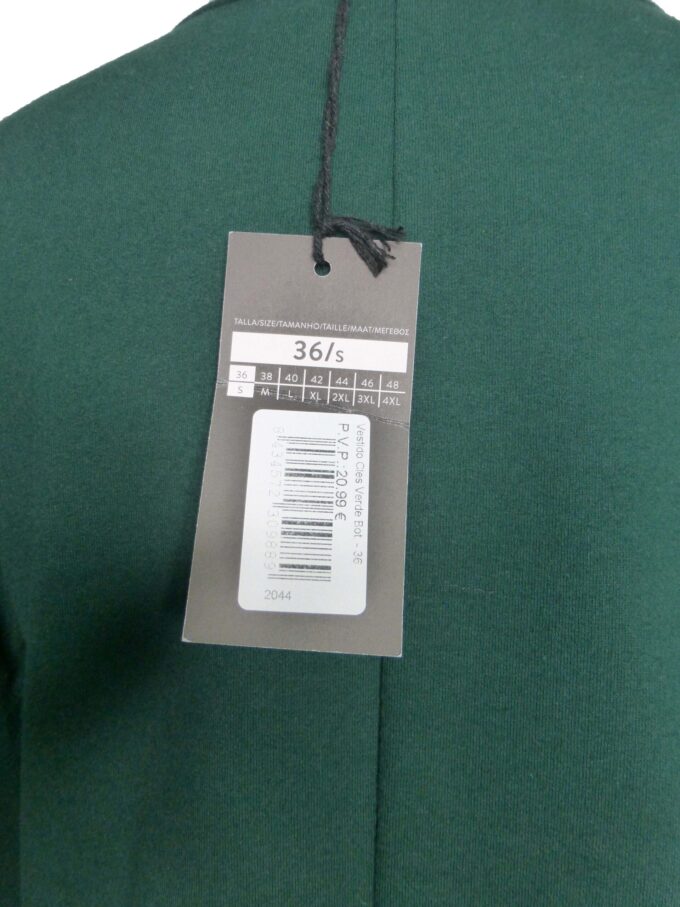 TALLA/SIZE/TAMANHO/TAILLE/MAAT/ΜΕΓΕΘΟΣ
36/S
36 38 40 42 44 46 48
S M L XL 2XL 3XL 4XL
Vestido Cies Verde Bot. - 36
P.V.P.:20,99 €
8434572309889
2044